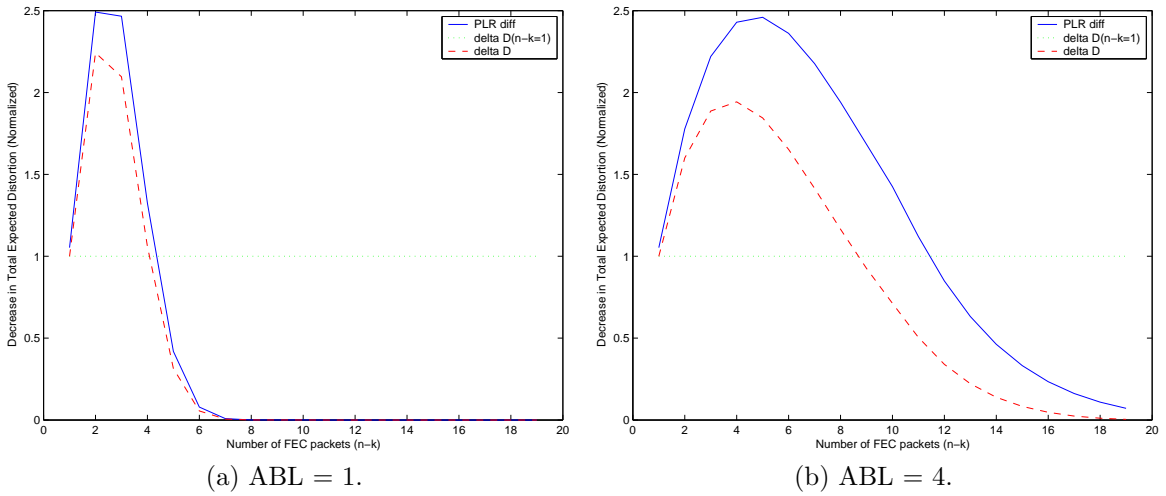 2.5
2
1.5
1
0.5
0
0 2 4 6 8 10 12 14 16 18 20
Decrease in Total Expected Distortion (Normalized)
Number of FEC packets (n−k)
PLR diff
delta D(n−k=1)
delta D
(a) ABL = 1.
2.5
2
1.5
1
0.5
0
0 2 4 6 8 10 12 14 16 18 20
Decrease in Total Expected Distortion (Normalized)
Number of FEC packets (n−k)
PLR diff
delta D(n−k=1)
delta D
(b) ABL = 4.